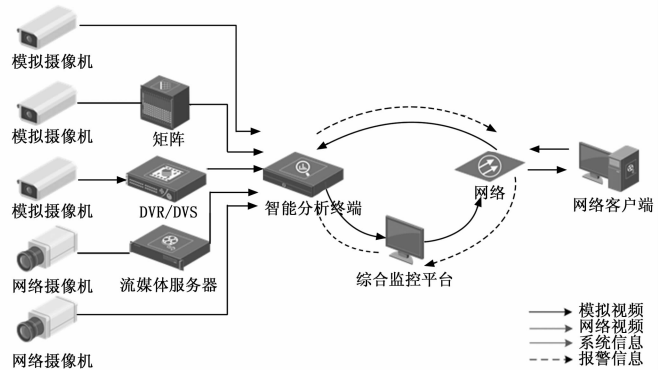 模拟摄像机
模拟摄像机
矩阵
模拟摄像机
DVR/DVS
智能分析终端
网络
网络客户端
网络摄像机
流媒体服务器
综合监控平台
网络摄像机
模拟视频
网络视频
系统信息
报警信息